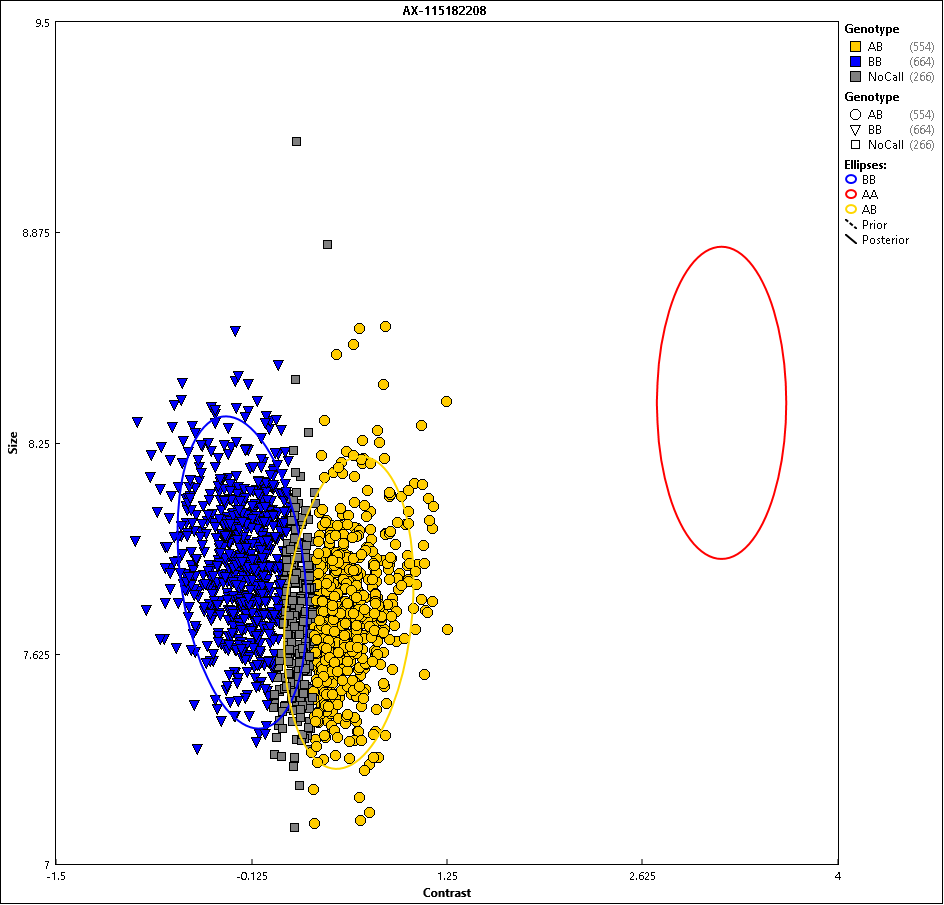 AX-115182208
Genotype
AB (554)
BB (664)
NoCall (266)
Genotype
AB (554)
BB (664)
NoCall (266)
Ellipses:
BB
AA
AB
Prior
Posterior
9.5
8.875
8.25
7.625
7
Size
-1.5 -0.125 1.25 2.625 4
Contrast